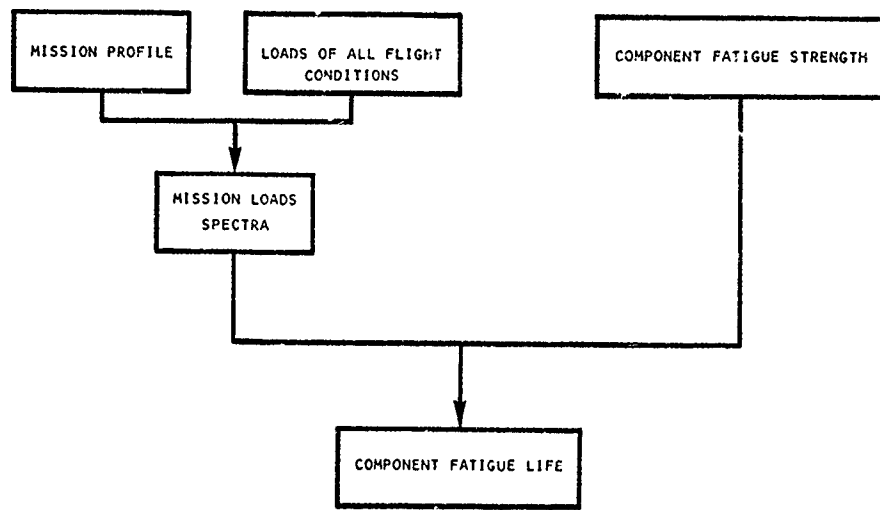 MISSION PROFILE
LOADS OF ALL FLIGHT
CONDITIONS
COMPONENT FATIGUE STRENGTH
MISSION LOADS
SPECTRA
COMPONENT FATIGUE LIFE